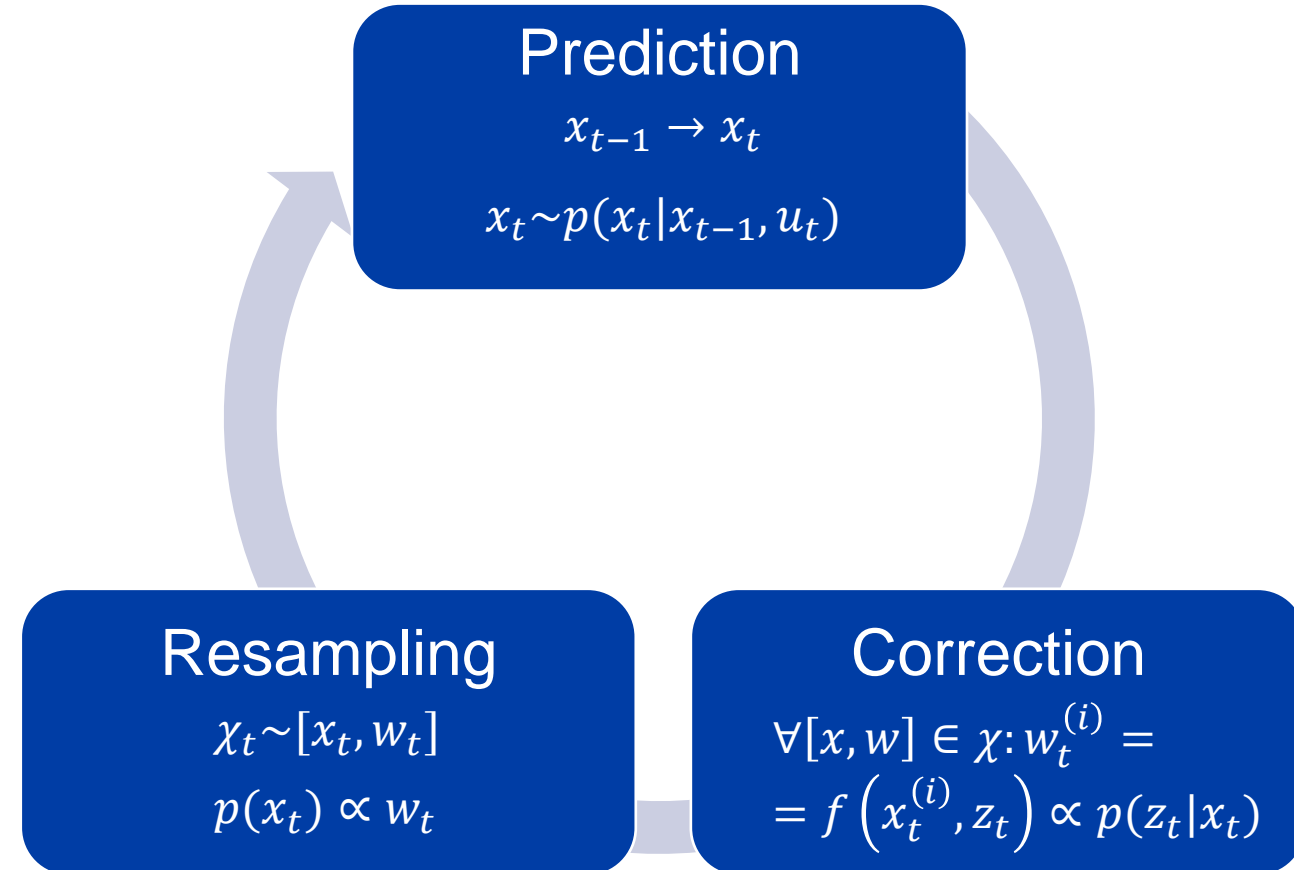 Prediction
x_{t−1} → x_t
x_t~p(x_t|x_{t−1}, u_t)
Resampling
χ_t~[x_t, w_t]
p(x_t) ∝ w_t
Correction
∀[x, w] ∈ χ: w_t^{(i)} =
= f(x_t^{(i)}, z_t) ∝ p(z_t|x_t)